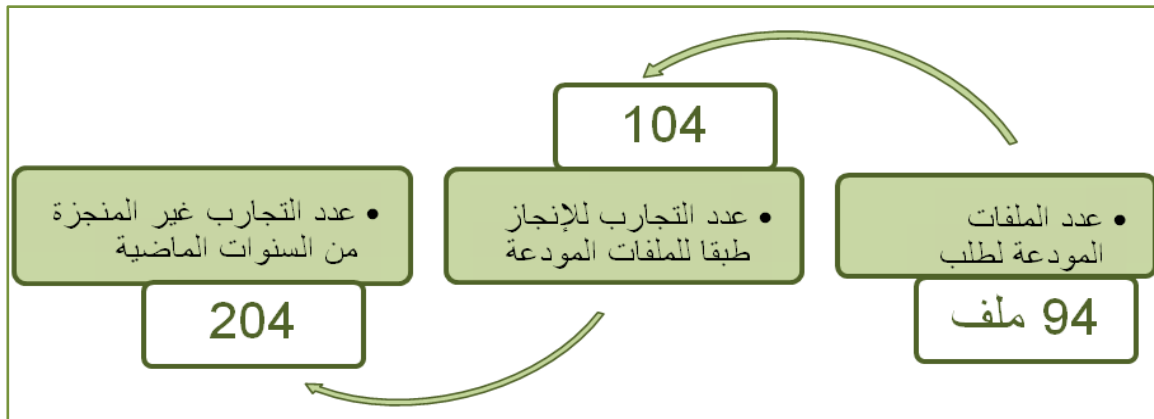 • عدد الملفات
المودعة لطلب
94 ملف
104
• عدد التجارب للإنجاز
طبقا للملفات المودعة
• عدد التجارب غير المنجزة
من السنوات الماضية
204